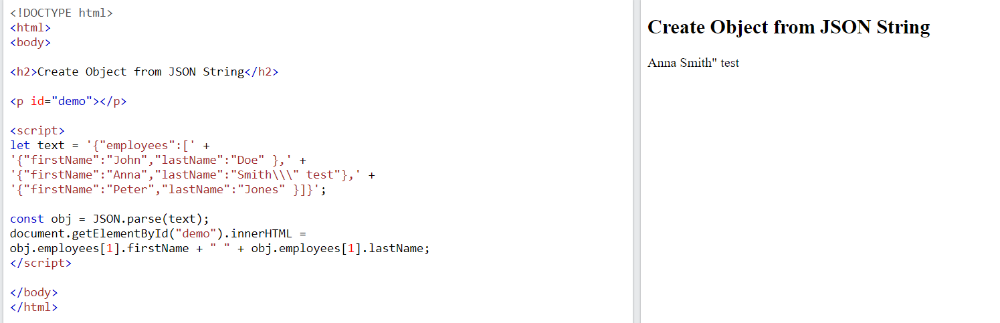 <!DOCTYPE html>
<html>
<body>
<h2>Create Object from JSON String</h2>
<p id="demo"></p>
<script>
let text = '{"employees":[' +
'{"firstName":"John","lastName":"Doe" },' +
'{"firstName":"Anna","lastName":"Smith\\\" test"},' +
'{"firstName":"Peter","lastName":"Jones" }]}';
const obj = JSON.parse(text);
document.getElementById("demo").innerHTML =
obj.employees[1].firstName + " " + obj.employees[1].lastName;
</script>
</body>
</html>
Create Object from JSON String
Anna Smith" test